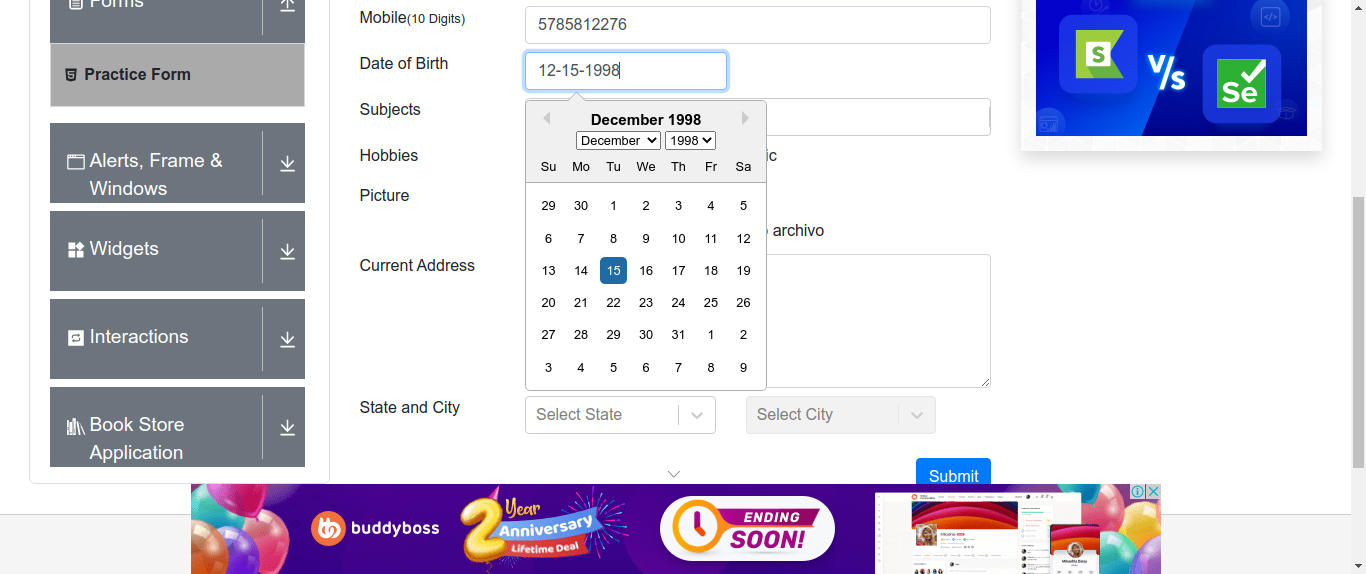 Forms
Practice Form
Alerts, Frame &
Windows
Widgets
Interactions
Book Store
Application
Mobile(10 Digits)
5785812276
Date of Birth
12-15-1998
Subjects
Hobbies
ic
Picture
archivo
Current Address
December 1998
December 1998
Su Mo Tu We Th Fr Sa
29 30 1 2 3 4 5
6 7 8 9 10 11 12
13 14 15 16 17 18 19
20 21 22 23 24 25 26
27 28 29 30 31 1 2
3 4 5 6 7 8 9
State and City
Select State
Select City
Submit
S
V/s
Se
buddyboss
2 Year
Anniversary
Lifetime Deal
ENDING
SOON!